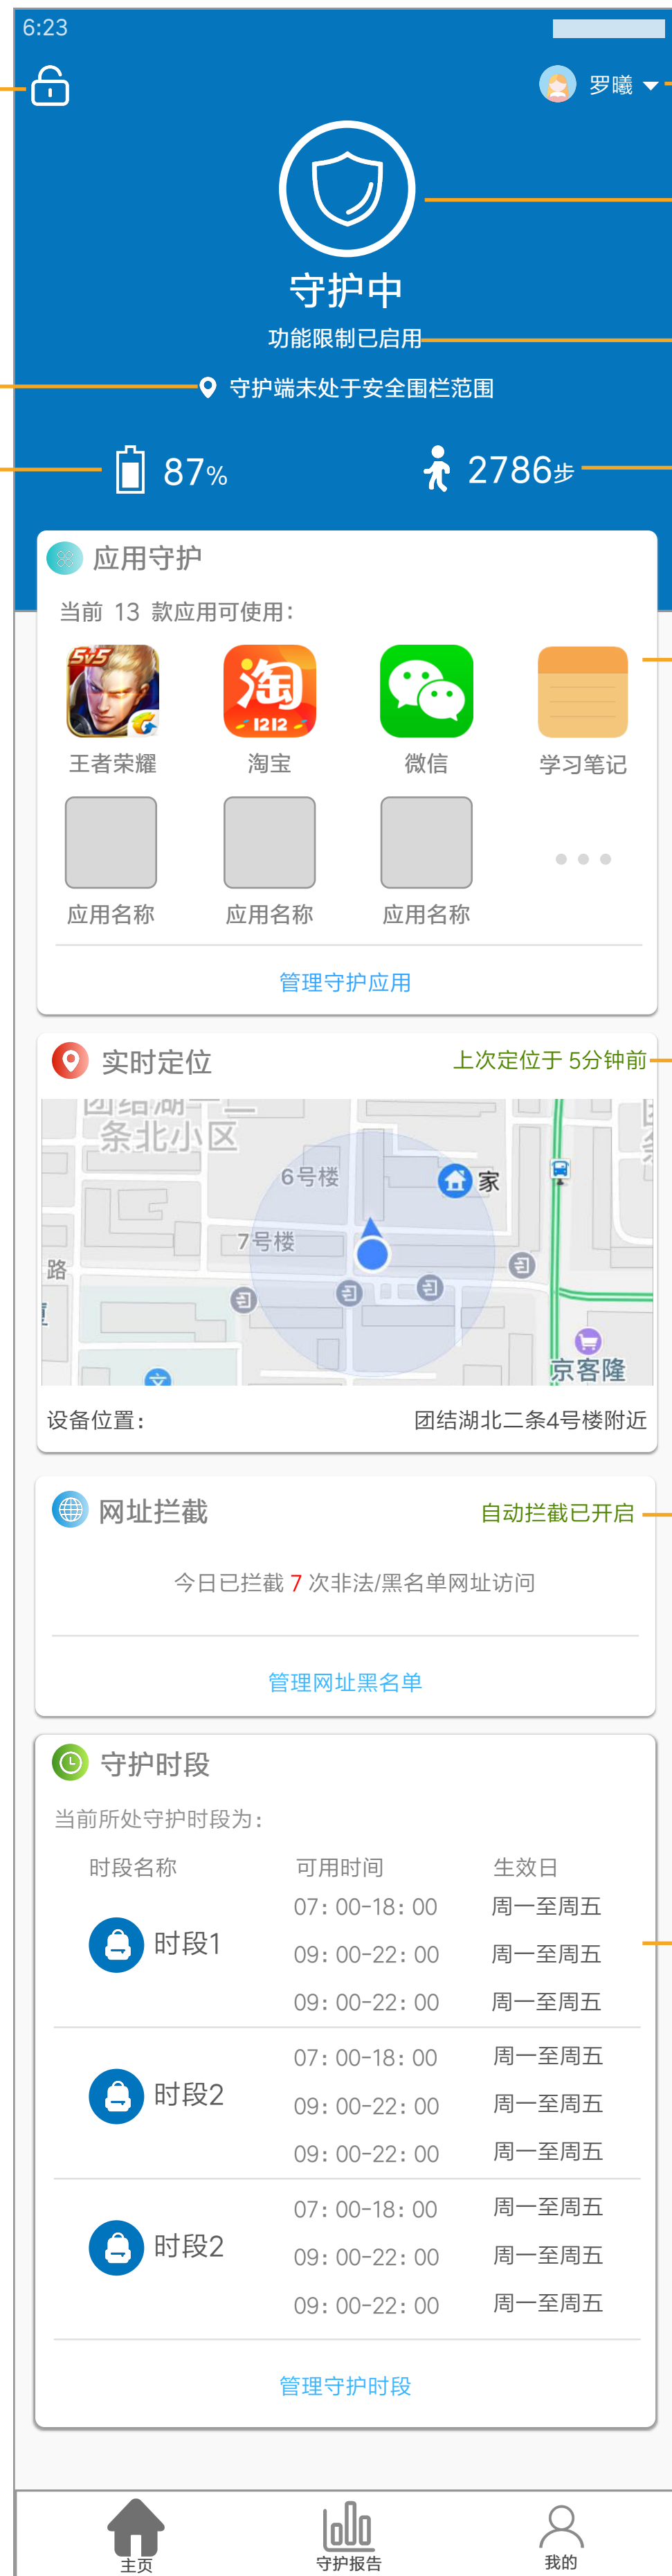 6:23
罗曦
守护中
功能限制已启用
守护端未处于安全围栏范围
87%
2786步
应用守护
当前 13 款应用可使用：
5v5
淘
1212
王者荣耀 淘宝 微信 学习笔记
应用名称 应用名称 应用名称
管理守护应用
实时定位 上次定位于 5分钟前
条北小区
6号楼
家
7号楼
路
文
京客隆
设备位置： 团结湖北二条4号楼附近
网址拦截 自动拦截已开启
今日已拦截 7 次非法/黑名单网址访问
管理网址黑名单
守护时段
当前所处守护时段为：
时段名称 可用时间 生效日
07：00-18：00 周一至周五
时段1
09：00-22：00 周一至周五
09：00-22：00 周一至周五
07：00-18：00 周一至周五
时段2
09：00-22：00 周一至周五
09：00-22：00 周一至周五
07：00-18：00 周一至周五
时段2
09：00-22：00 周一至周五
09：00-22：00 周一至周五
管理守护时段
主页 守护报告 我的